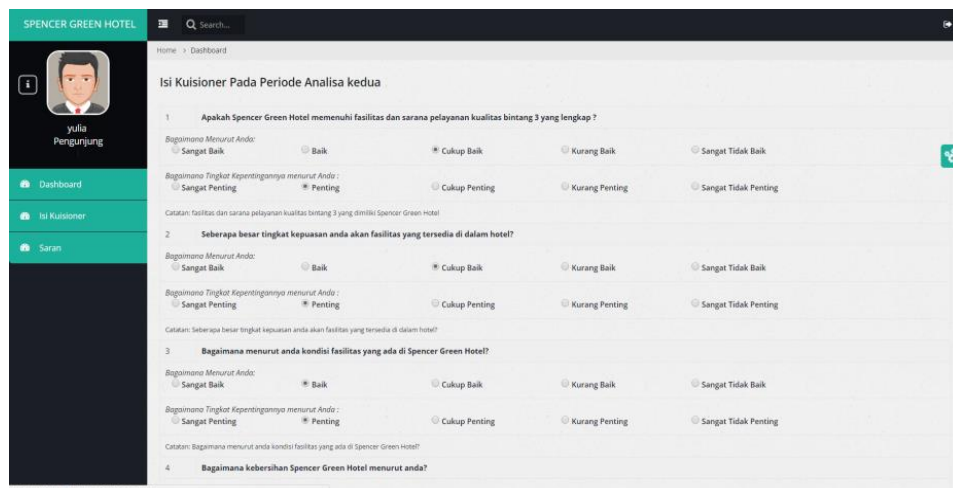 SPENCER GREEN HOTEL
Search...
Home > Dashboard
yulia
Pengunjung
Dashboard
Isi Kuisioner
Saran
Isi Kuisioner Pada Periode Analisa kedua
1 Apakah Spencer Green Hotel memenuhi fasilitas dan sarana pelayanan kualitas bintang 3 yang lengkap ?
Bagaimana Menurut Anda:
Sangat Baik Baik Cukup Baik Kurang Baik Sangat Tidak Baik
Bagaimana Tingkat Kepentingannya menurut Anda :
Sangat Penting Penting Cukup Penting Kurang Penting Sangat Tidak Penting
Catatan: fasilitas dan sarana pelayanan kualitas bintang 3 yang dimiliki Spencer Green Hotel
2 Seberapa besar tingkat kepuasan anda akan fasilitas yang tersedia di dalam hotel?
Bagaimana Menurut Anda:
Sangat Baik Baik Cukup Baik Kurang Baik Sangat Tidak Baik
Bagaimana Tingkat Kepentingannya menurut Anda :
Sangat Penting Penting Cukup Penting Kurang Penting Sangat Tidak Penting
Catatan: Seberapa besar tingkat kepuasan anda akan fasilitas yang tersedia di dalam hotel?
3 Bagaimana menurut anda kondisi fasilitas yang ada di Spencer Green Hotel?
Bagaimana Menurut Anda:
Sangat Baik Baik Cukup Baik Kurang Baik Sangat Tidak Baik
Bagaimana Tingkat Kepentingannya menurut Anda :
Sangat Penting Penting Cukup Penting Kurang Penting Sangat Tidak Penting
Catatan: Bagaimana menurut anda kondisi fasilitas yang ada di Spencer Green Hotel?
4 Bagaimana kebersihan Spencer Green Hotel menurut anda?